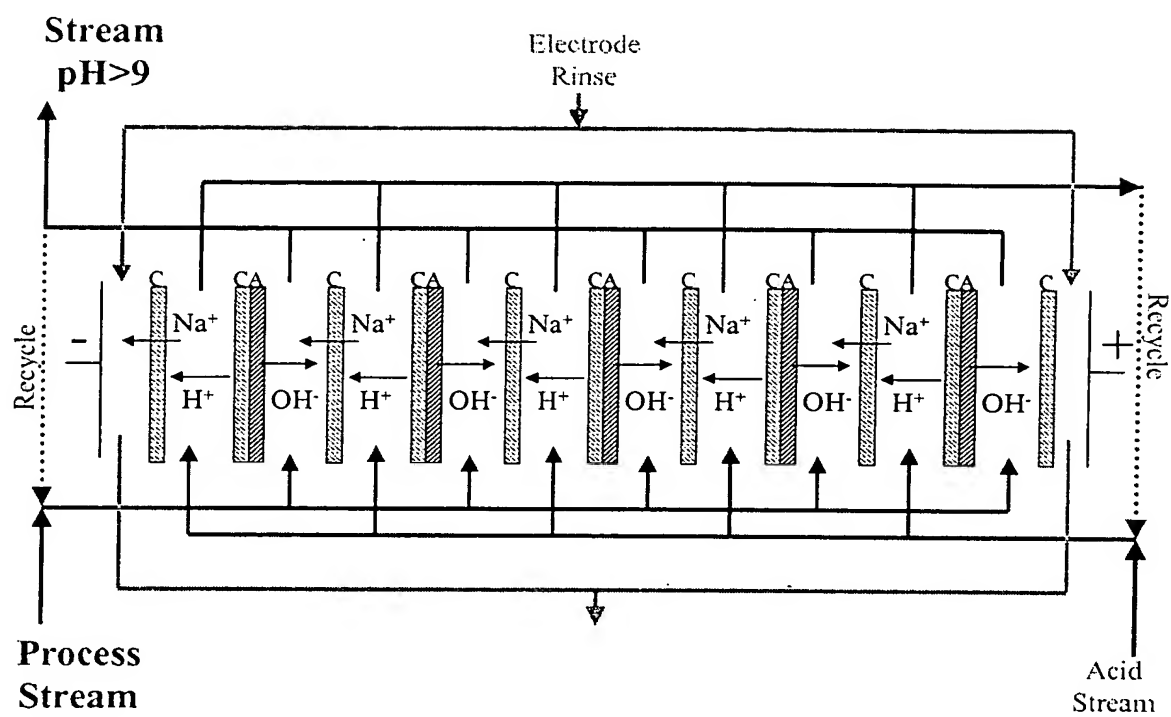 Stream
pH>9
Electrode
Rinse
C CA C CA C CA C CA C CA C
Na⁺ Na⁺ Na⁺ Na⁺ Na⁺
- +
Recycle
Recycle
H⁺ OH⁻ H⁺ OH⁻ H⁺ OH⁻ H⁺ OH⁻ H⁺ OH⁻
Process
Stream
Acid
Stream